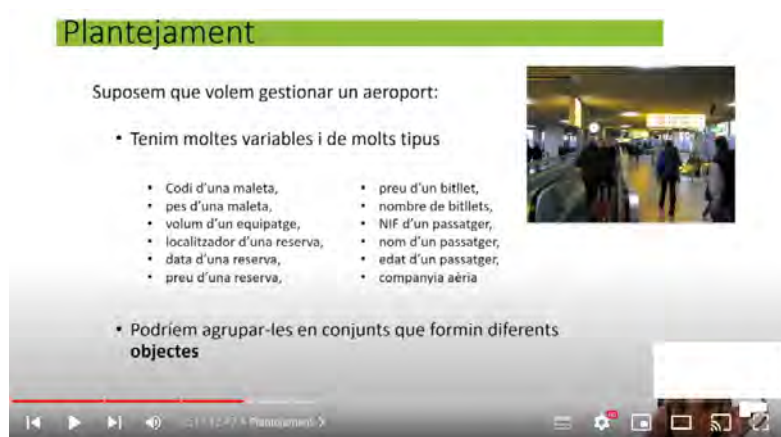 Plantejament
Suposem que volem gestionar un aeroport:
• Tenim moltes variables i de molts tipus
• Codi d'una maleta,
• pes d'una maleta,
• volum d'un equipatge,
• localitzador d'una reserva,
• data d'una reserva,
• preu d'una reserva,
• preu d'un bitllet,
• nombre de bitllets,
• NIF d'un passatger,
• nom d'un passatger,
• edat d'un passatger,
• companyia aèria
• Podríem agrupar-les en conjunts que formin diferents
objectes
Plantejament